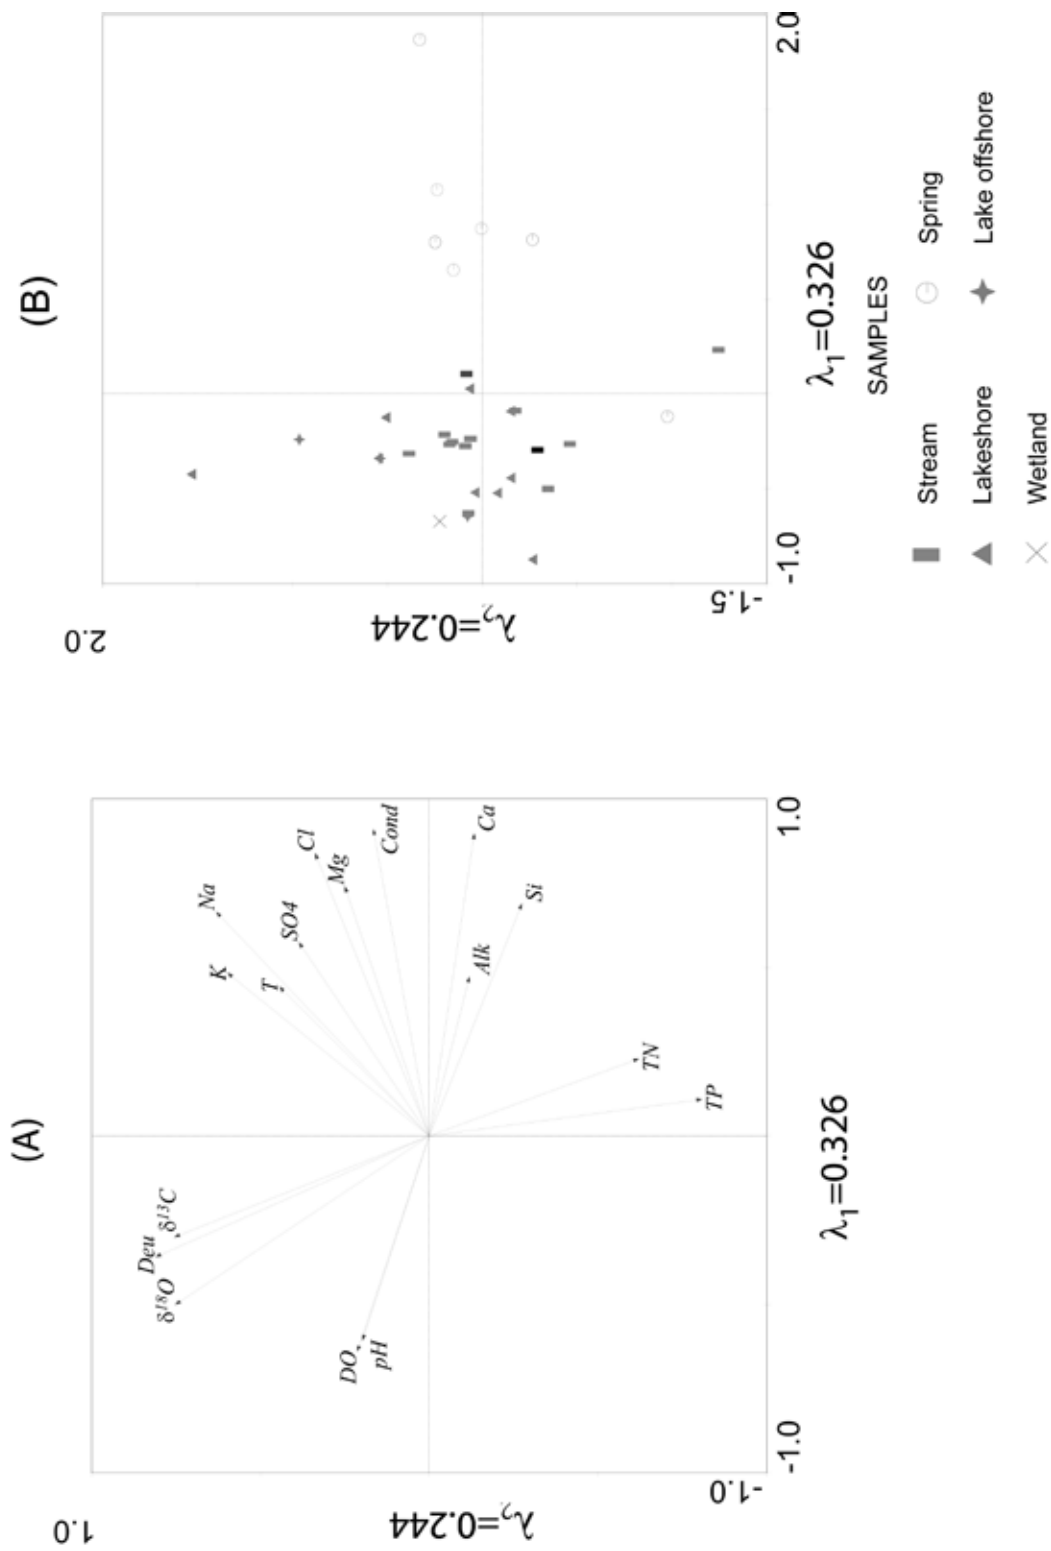 (A)
1.0
λ2=0.244
-1.0
-1.0
1.0
λ1=0.326
δ18O
Deu
δ13C
DO
pH
K
Na
T
SO4
Cl
Mg
Cond
Ca
Alk
Si
TN
TP
(B)
2.0
λ2=0.244
-1.5
-1.0
2.0
λ1=0.326
SAMPLES
Stream
Spring
Lakeshore
Lake offshore
Wetland